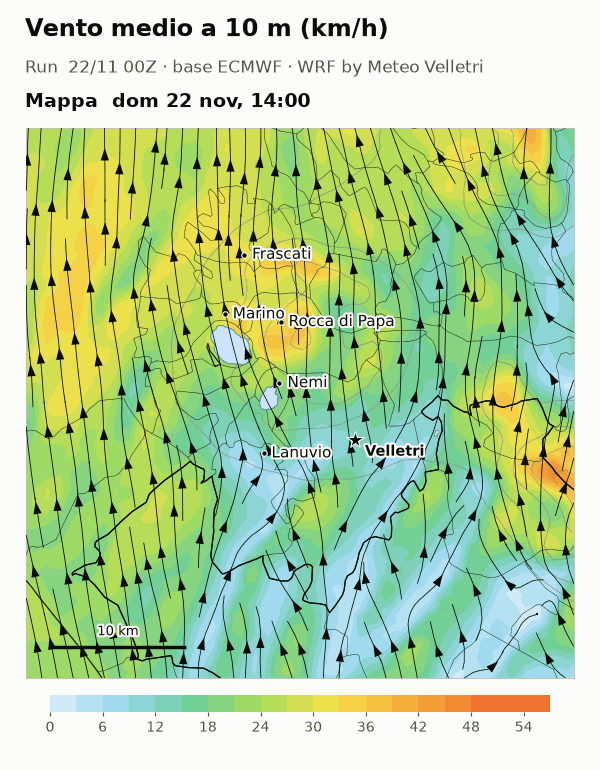 Vento medio a 10 m (km/h)
Run  22/11 00Z · base ECMWF · WRF by Meteo Velletri
Mappa  dom 22 nov, 14:00
Frascati
Marino
Rocca di Papa
Nemi
Velletri
Lanuvio
10 km
0 6 12 18 24 30 36 42 48 54